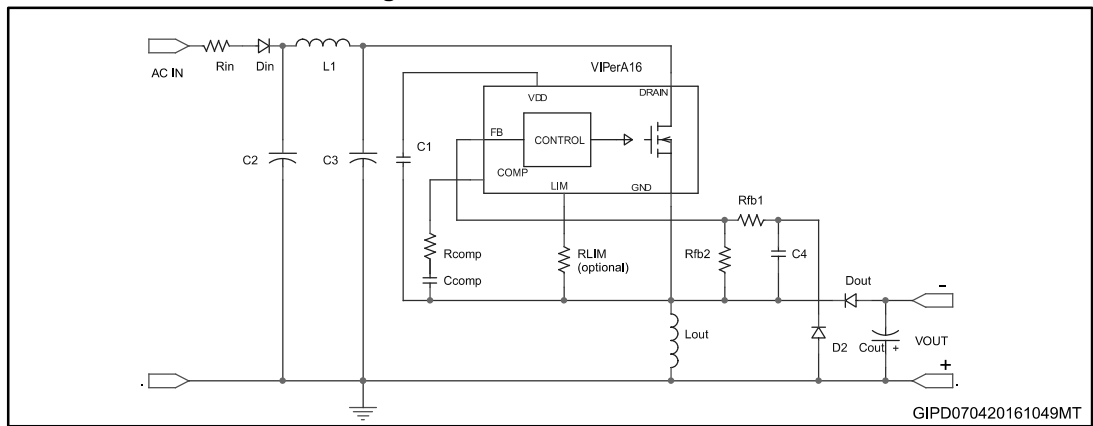 AC IN
Rin
Din
L1
VIPerA16
VDD
DRAIN
FB
CONTROL
C1
C2
C3
COMP
LIM
GND
Rfb1
Rcomp
RLIM
(optional)
Rfb2
C4
Ccomp
Dout
-
Lout
D2
Cout
+
VOUT
+
GIPD070420161049MT